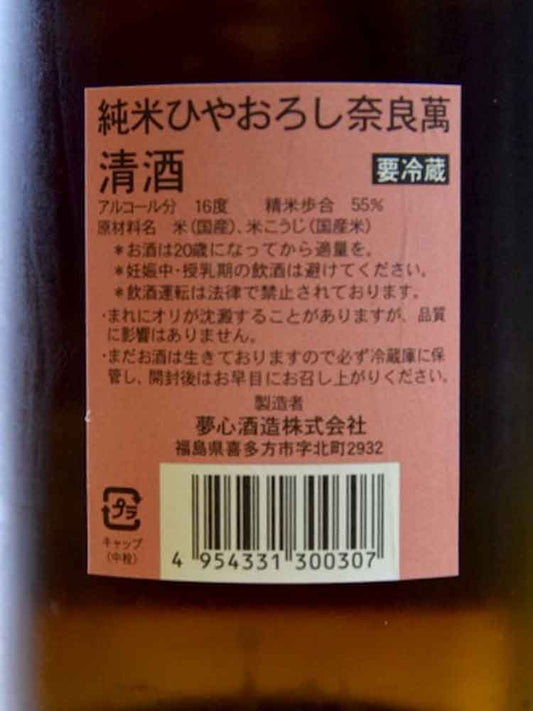 純米ひやおろし奈良萬
清酒 要冷蔵
アルコール分 16度 精米歩合 55%
原材料名 米(国産)、米こうじ(国産米)
＊お酒は20歳になってから適量を。
＊妊娠中・授乳期の飲酒は避けてください。
＊飲酒運転は法律で禁止されております。
・まれにオリが沈澱することがありますが、品質
に影響はありません。
・まだお酒は生きておりますので必ず冷蔵庫に保
管し、開封後はお早目にお召し上がりください。
製造者
夢心酒造株式会社
福島県喜多方市字北町2932
プラ
キャップ
(中栓)
4 954331 300307